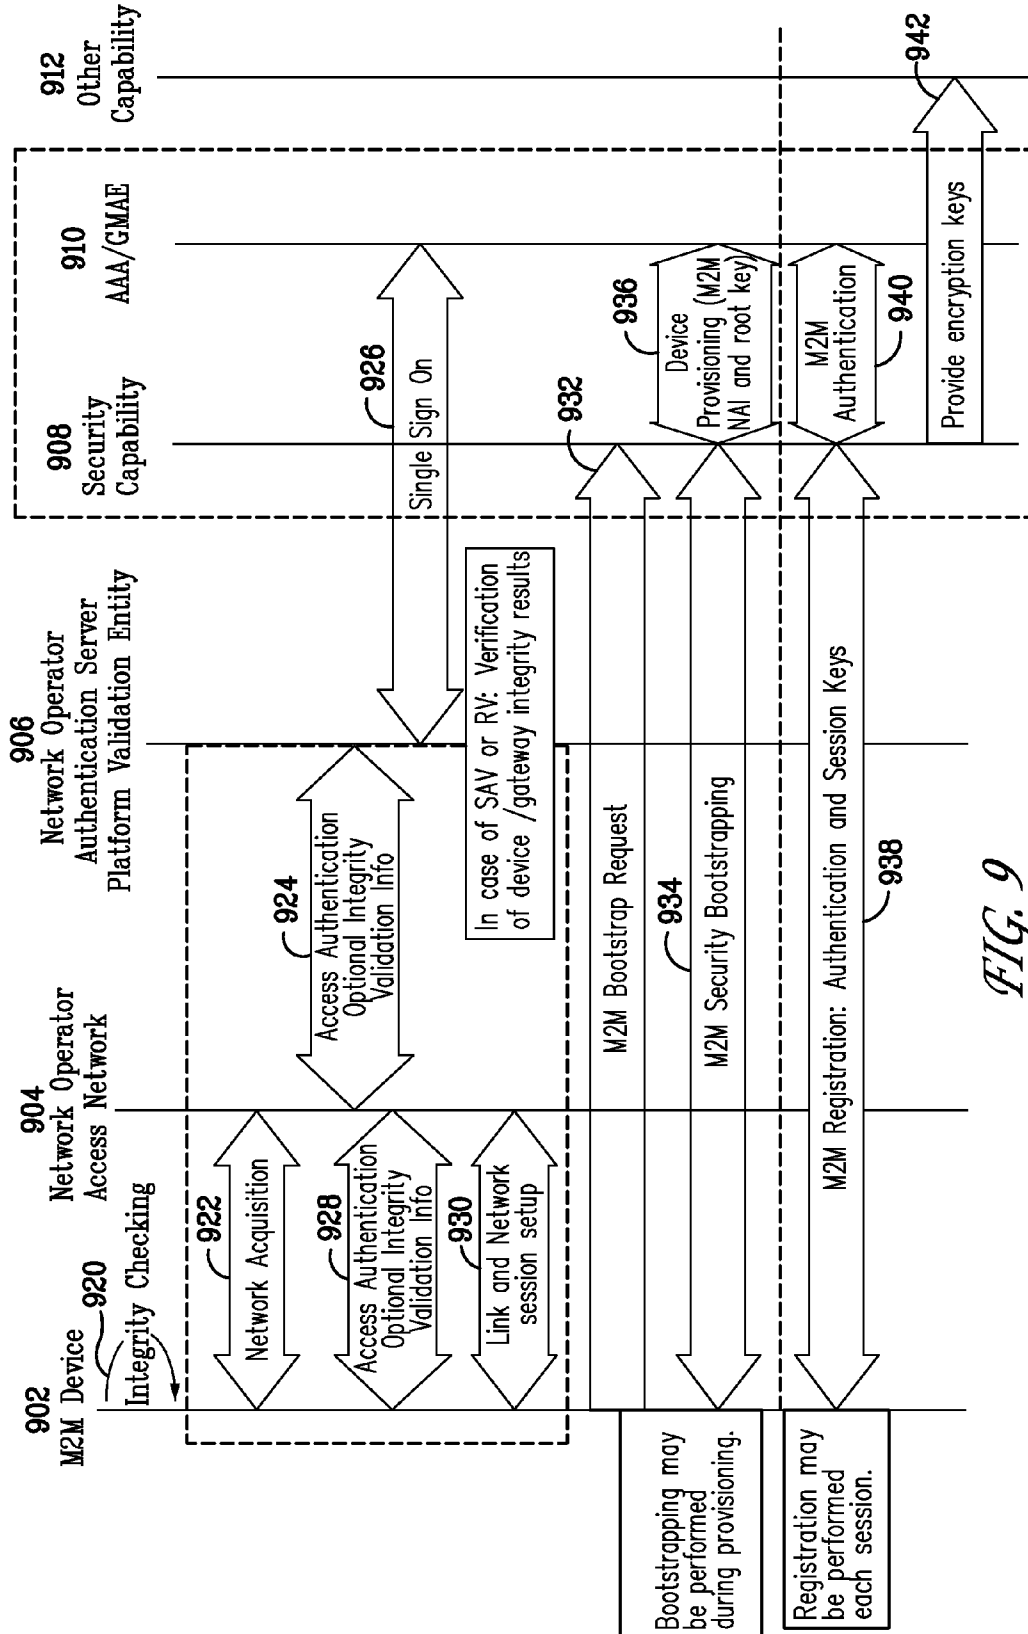 902
M2M Device
904
Network Operator
Access Network
906
Network Operator
Authentication Server
Platform Validation Entity
908
Security
Capability
910
AAA/GMAE
912
Other
Capability
920
Integrity Checking
922
Network Acquisition
924
Access Authentication
Optional Integrity
Validation Info
926
Single Sign On
928
Access Authentication
Optional Integrity
Validation Info
In case of SAV or RV: Verification
of device /gateway integrity results
930
Link and Network
session setup
932
M2M Bootstrap Request
Bootstrapping may
be performed
during provisioning.
934
M2M Security Bootstrapping
936
Device
Provisioning (M2M
NAI and root key)
Registration may
be performed
each session.
M2M Registration: Authentication and Session Keys
938
M2M
Authentication
940
Provide encryption keys
942
FIG. 9